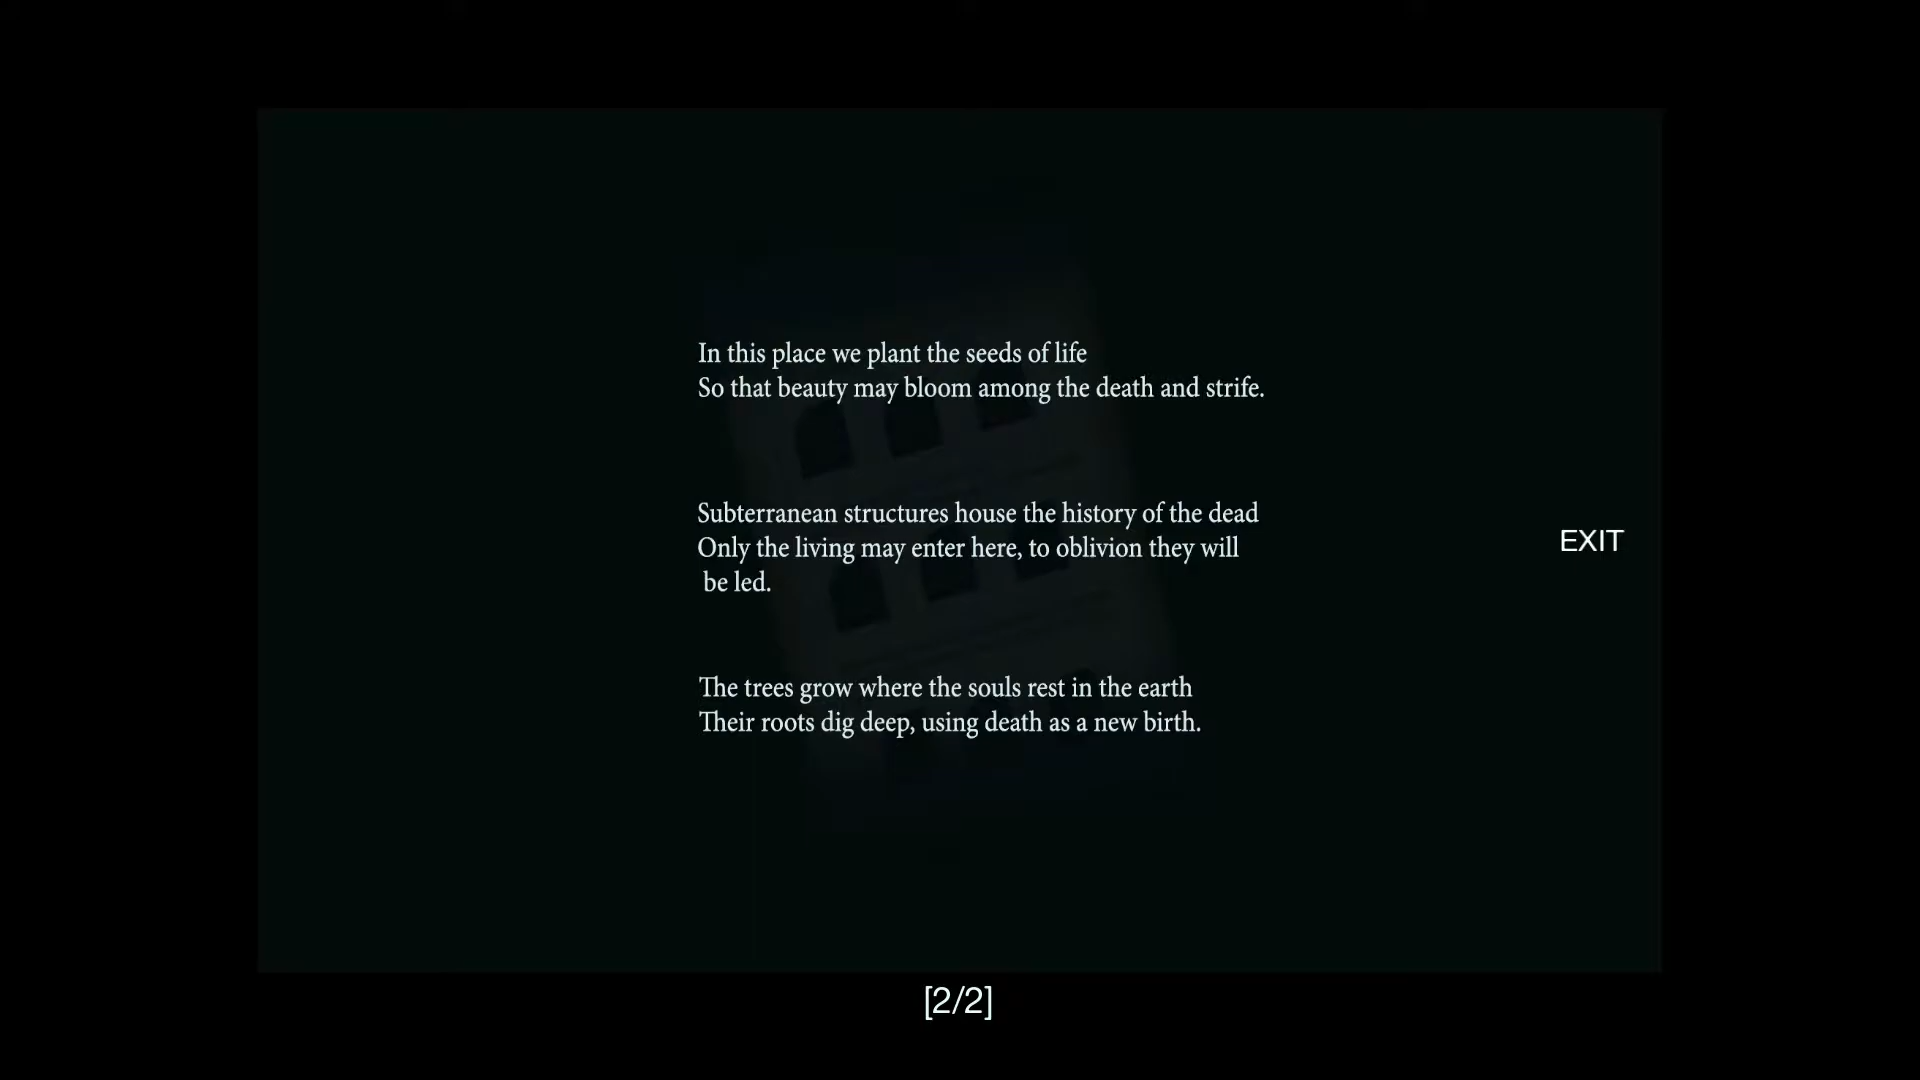 In this place we plant the seeds of life
So that beauty may bloom among the death and strife.
Subterranean structures house the history of the dead
Only the living may enter here, to oblivion they will
be led.
EXIT
The trees grow where the souls rest in the earth
Their roots dig deep, using death as a new birth.
[2/2]